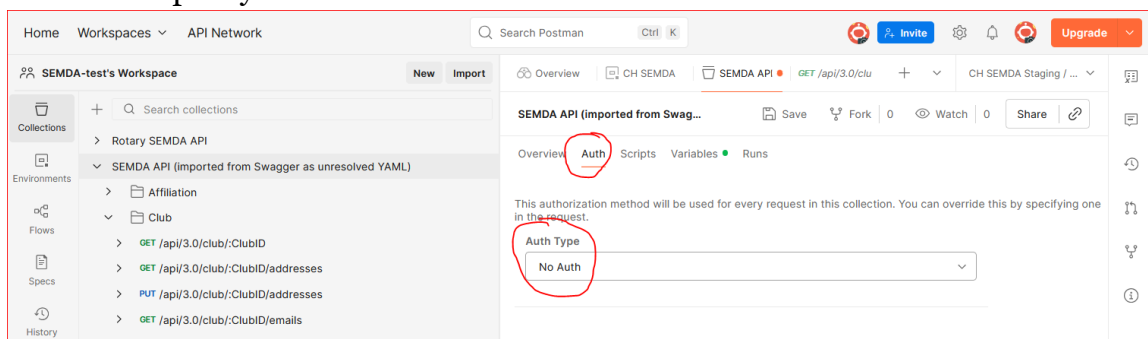 Home Workspaces API Network Search Postman Ctrl K Invite Upgrade
SEMDA-test's Workspace New Import Overview CH SEMDA SEMDA API GET /api/3.0/clu CH SEMDA Staging / ...
Collections
Search collections
SEMDA API (imported from Swag... Save Fork 0 Watch 0 Share
Rotary SEMDA API
Environments
SEMDA API (imported from Swagger as unresolved YAML)
Overview Auth Scripts Variables Runs
Affiliation
Club
This authorization method will be used for every request in this collection. You can override this by specifying one
in the request.
Flows
GET /api/3.0/club/:ClubID
Auth Type
No Auth
Specs
GET /api/3.0/club/:ClubID/addresses
PUT /api/3.0/club/:ClubID/addresses
History
GET /api/3.0/club/:ClubID/emails